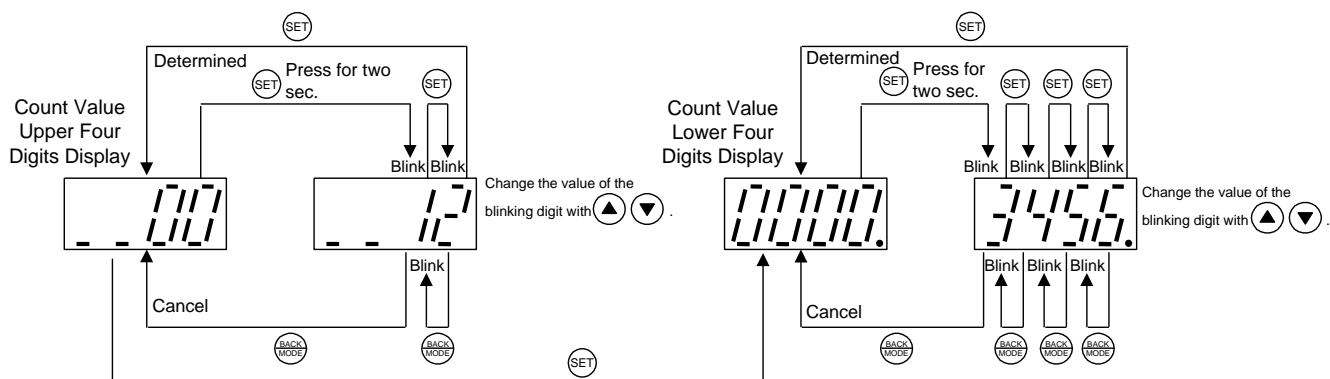 SET
Determined
SET
Press for two
sec.
SET
Count Value
Upper Four
Digits Display
Blink
Blink
_ _ 00
_ _ 12
Change the value of the
blinking digit with ▲ ▼ .
Blink
Cancel
BACK
MODE
BACK
MODE
SET
SET
Determined
SET
Press for
two sec.
SET
SET
SET
Count Value
Lower Four
Digits Display
Blink
Blink
Blink
Blink
0000.
3456.
Change the value of the
blinking digit with ▲ ▼ .
Blink
Blink
Blink
Cancel
BACK
MODE
BACK
MODE
BACK
MODE
BACK
MODE